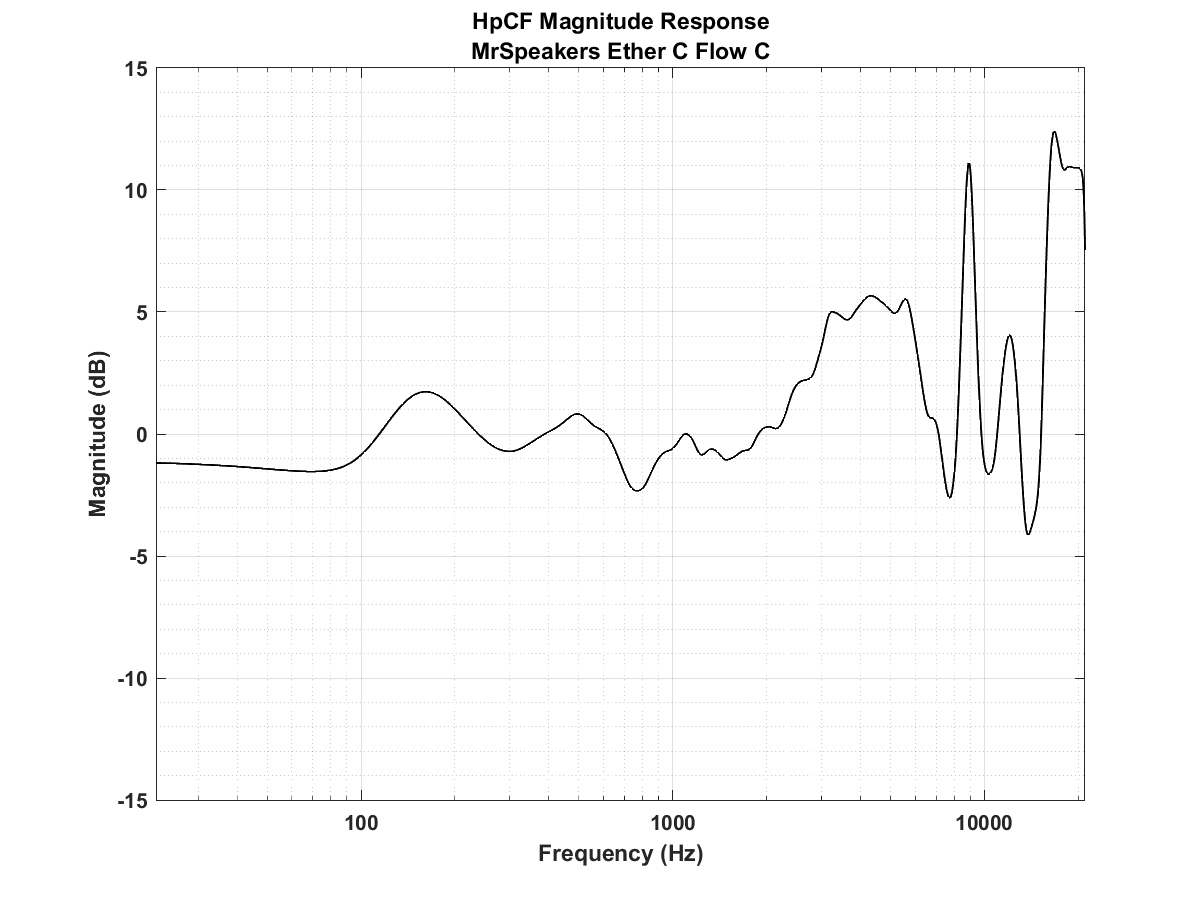 HpCF Magnitude Response
MrSpeakers Ether C Flow C
15
10
5
0
-5
-10
-15
Magnitude (dB)
100
1000
10000
Frequency (Hz)